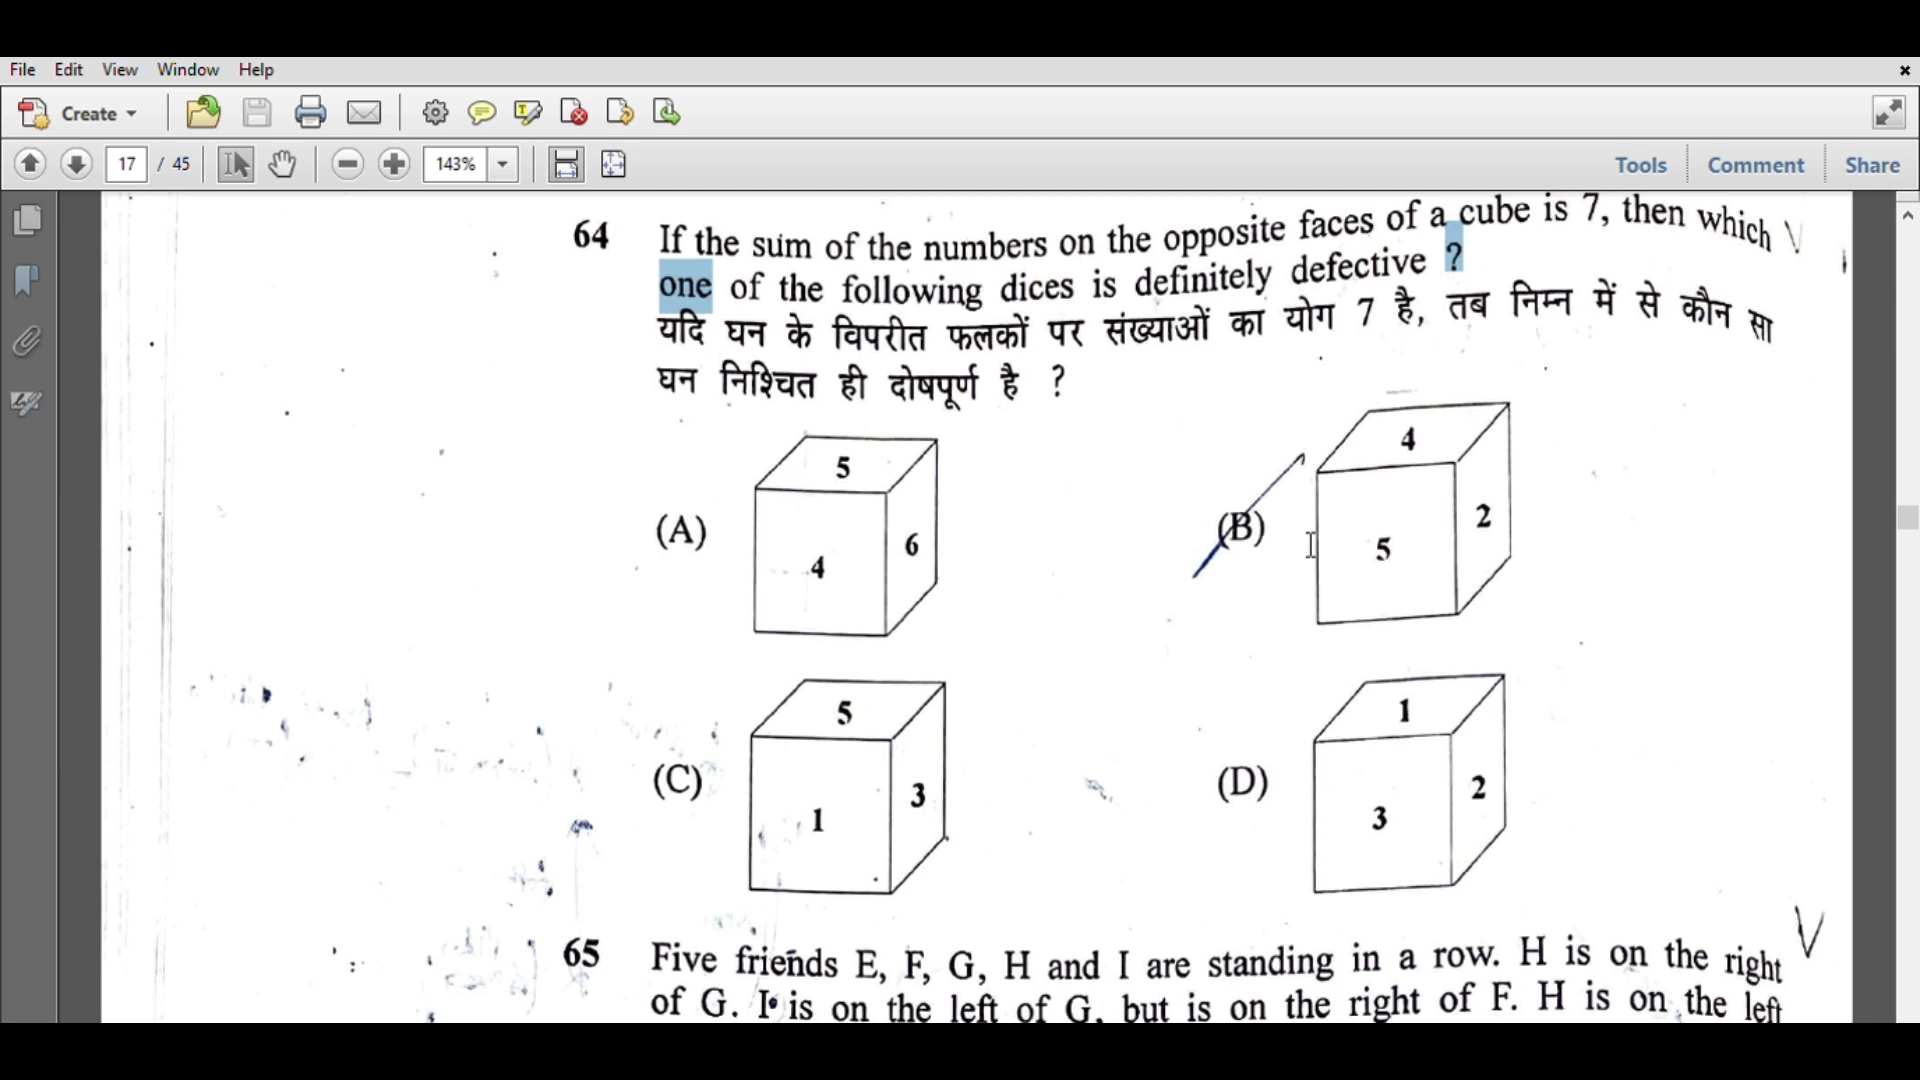 File Edit View Window Help
Create
17 / 45 143% Tools Comment Share
64 If the sum of the numbers on the opposite faces of a cube is 7, then which
one of the following dices is definitely defective ?
यदि घन के विपरीत फलकों पर संख्याओं का योग 7 है, तब निम्न में से कौन सा
घन निश्चित ही दोषपूर्ण है ?
(A) 5 4 6
(B) 4 5 2
(C) 5 1 3
(D) 1 3 2
65 Five friends E, F, G, H and I are standing in a row. H is on the right
of G. I is on the left of G, but is on the right of F. H is on the left